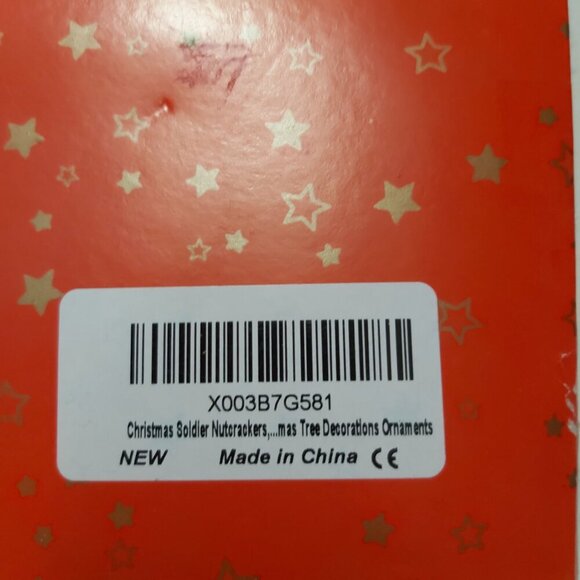 X003B7G581
Christmas Soldier Nutcrackers,...mas Tree Decorations Ornaments
NEW Made in China CE